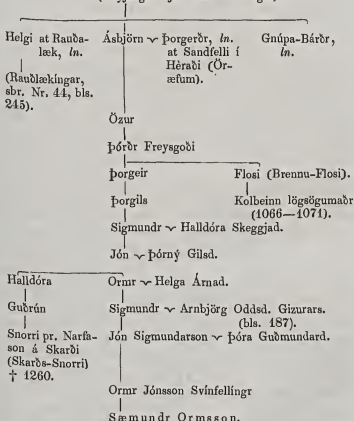 Helgi at Rauða- Ásbjörn ⏑ Þorgerðr, ln. Gnúpa-Bárðr,
læk, ln. at Sandfelli í ln.
Hèraði (Ör-
(Rauðlækíngar, æfum).
sbr. Nr. 44, bls.
245).
Özur
Þórðr Freysgoði
Þorgeir Flosi (Brennu-Flosi).
Þorgils Kolbeinn lögsögumaðr
(1066—1071).
Sigmundr ⏑ Halldóra Skeggjad.
Jón ⏑ Þórný Gilsd.
Halldóra Ormr ⏑ Helga Árnad.
Guðrún Sigmundr ⏑ Arnbjörg Oddsd. Gizurars.
(bls. 187).
Snorri pr. Narfa- Jón Sigmundarson ⏑ Þóra Guðmundard.
son á Skarði
(Skarðs-Snorri)
† 1260.
Ormr Jónsson Svínfellíngr
Sæmundr Ormsson.